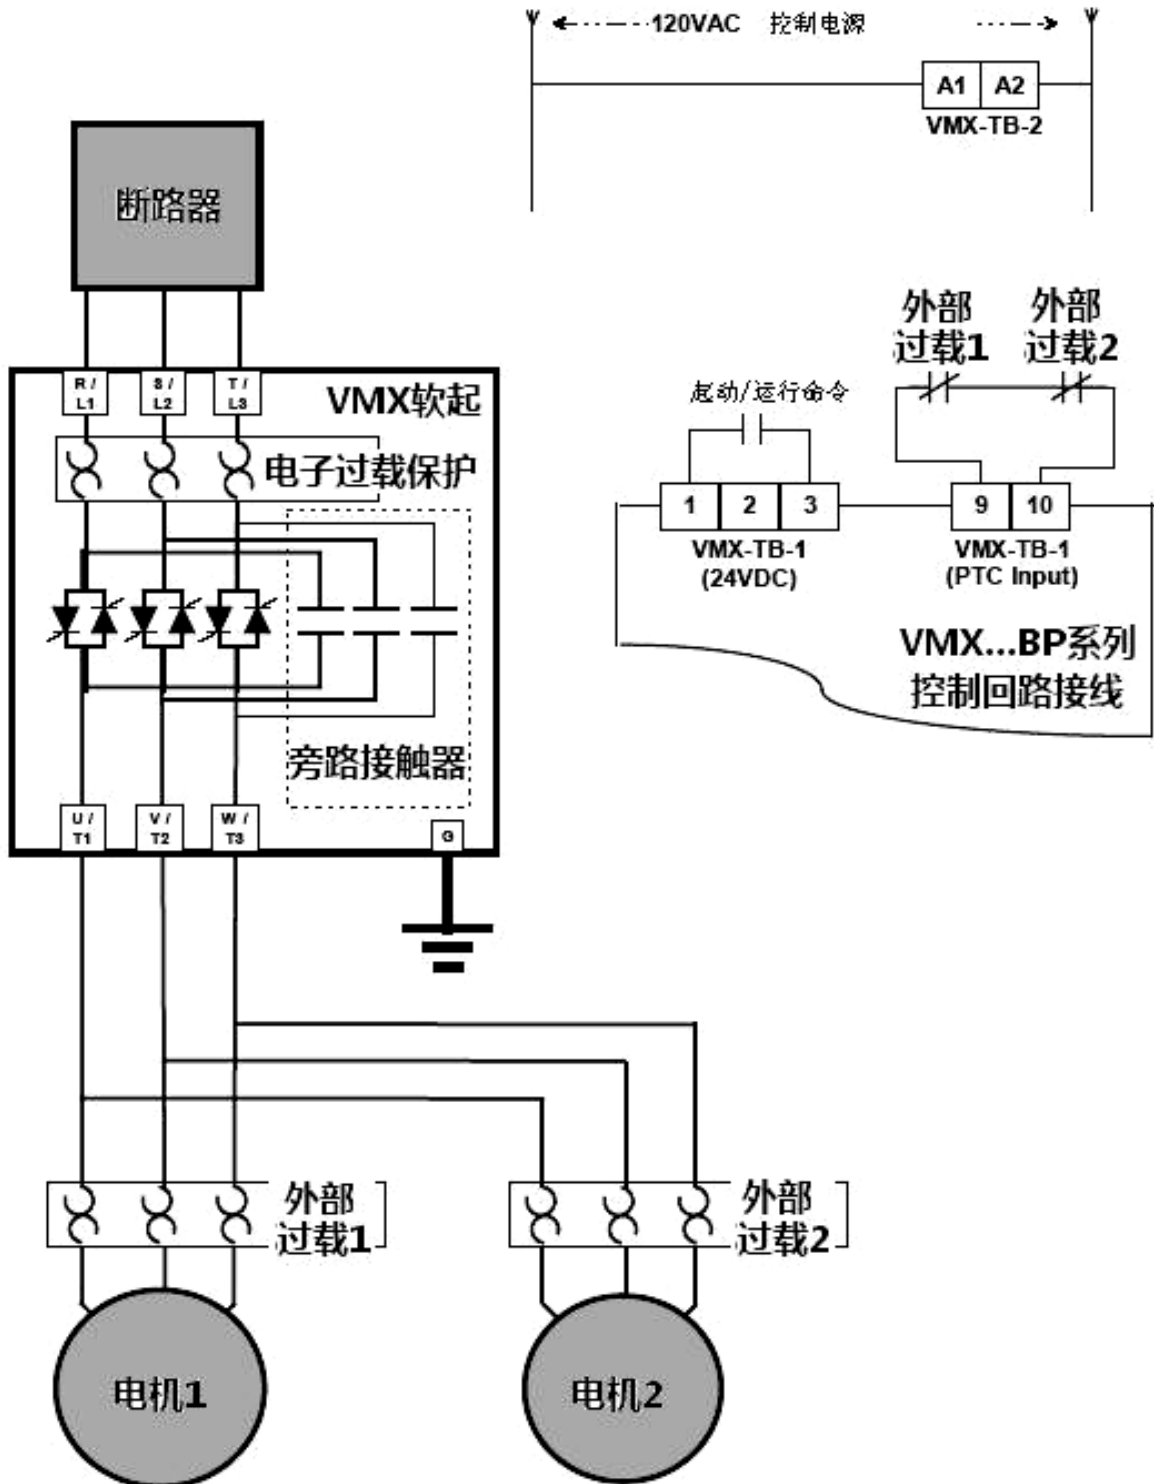 120VAC 控制电源
A1 A2
VMX-TB-2
断路器
外部
过载1
外部
过载2
R /
L1
S /
L2
T /
L3
VMX软起
起动/运行命令
电子过载保护
1 2 3
9 10
VMX-TB-1
(24VDC)
VMX-TB-1
(PTC Input)
VMX...BP系列
控制回路接线
旁路接触器
U /
T1
V /
T2
W /
T3
G
外部
过载1
外部
过载2
电机1
电机2